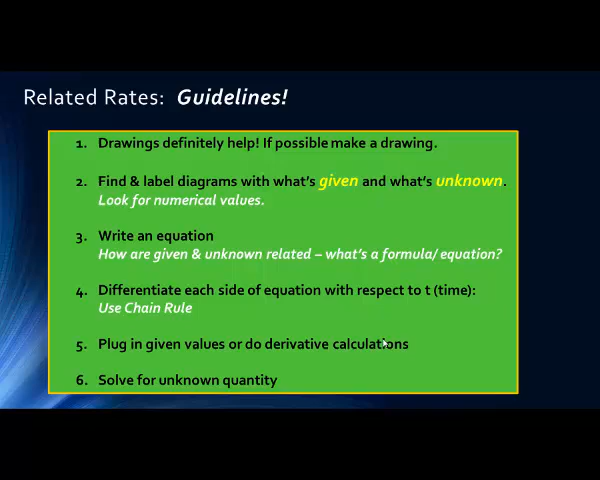 Related Rates: Guidelines!
1. Drawings definitely help! If possible make a drawing.
2. Find & label diagrams with what's given and what's unknown.
Look for numerical values.
3. Write an equation
How are given & unknown related – what's a formula/ equation?
4. Differentiate each side of equation with respect to t (time):
Use Chain Rule
5. Plug in given values or do derivative calculations
6. Solve for unknown quantity